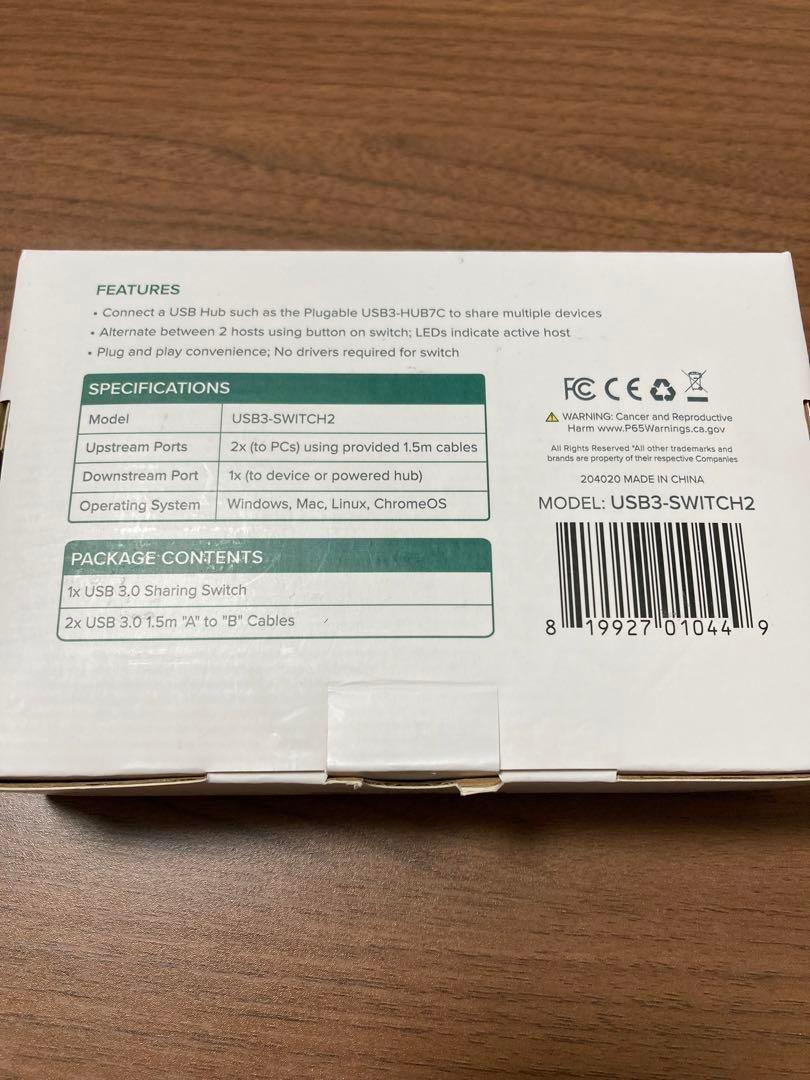 FEATURES
• Connect a USB Hub such as the Plugable USB3-HUB7C to share multiple devices
• Alternate between 2 hosts using button on switch; LEDs indicate active host
• Plug and play convenience; No drivers required for switch
SPECIFICATIONS
Model USB3-SWITCH2
Upstream Ports 2x (to PCs) using provided 1.5m cables
Downstream Port 1x (to device or powered hub)
Operating System Windows, Mac, Linux, ChromeOS
PACKAGE CONTENTS
1x USB 3.0 Sharing Switch
2x USB 3.0 1.5m "A" to "B" Cables
FC CE
WARNING: Cancer and Reproductive
Harm www.P65Warnings.ca.gov
All Rights Reserved *All other trademarks and
brands are property of their respective Companies
204020 MADE IN CHINA
MODEL: USB3-SWITCH2
8 19927 01044 9